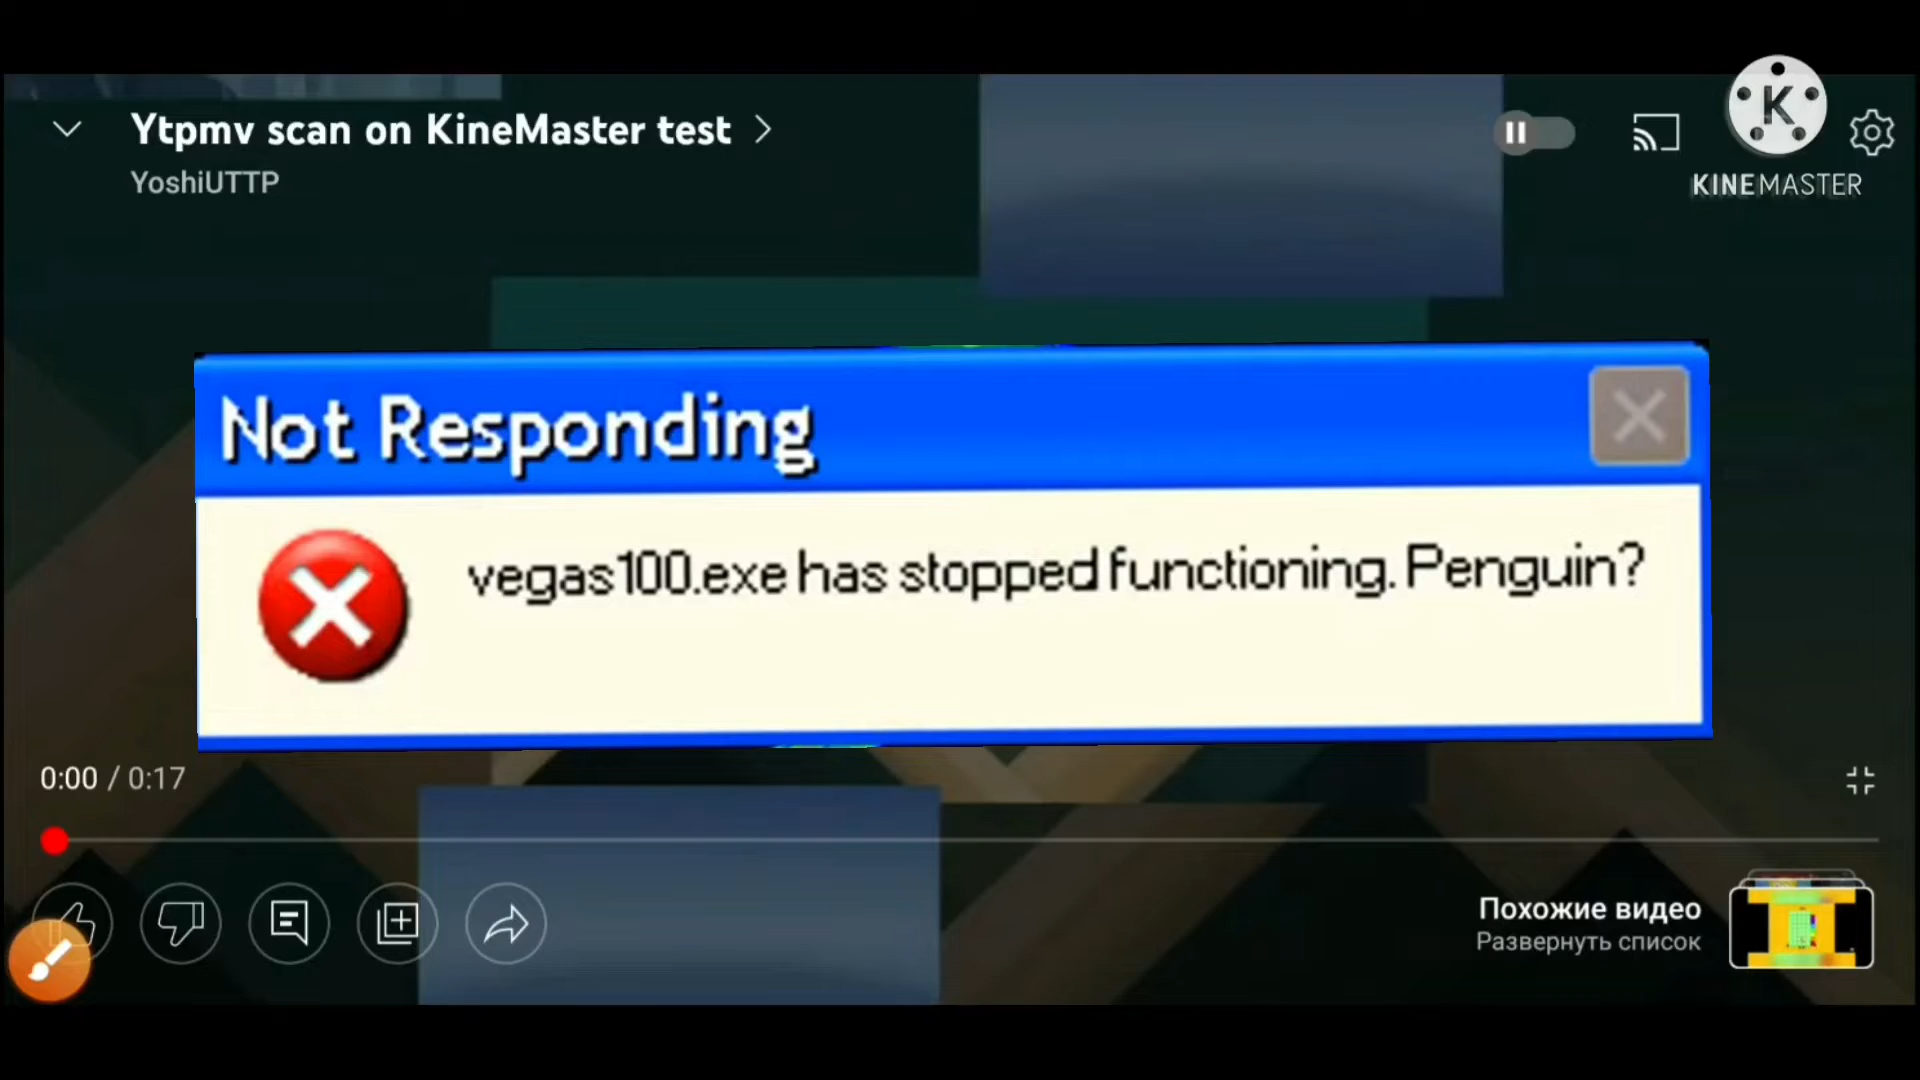 Ytpmv scan on KineMaster test
YoshiUTTP
K
KINEMASTER
Not Responding
vegas100.exe has stopped functioning. Penguin?
0:00 / 0:17
Похожие видео
Развернуть список